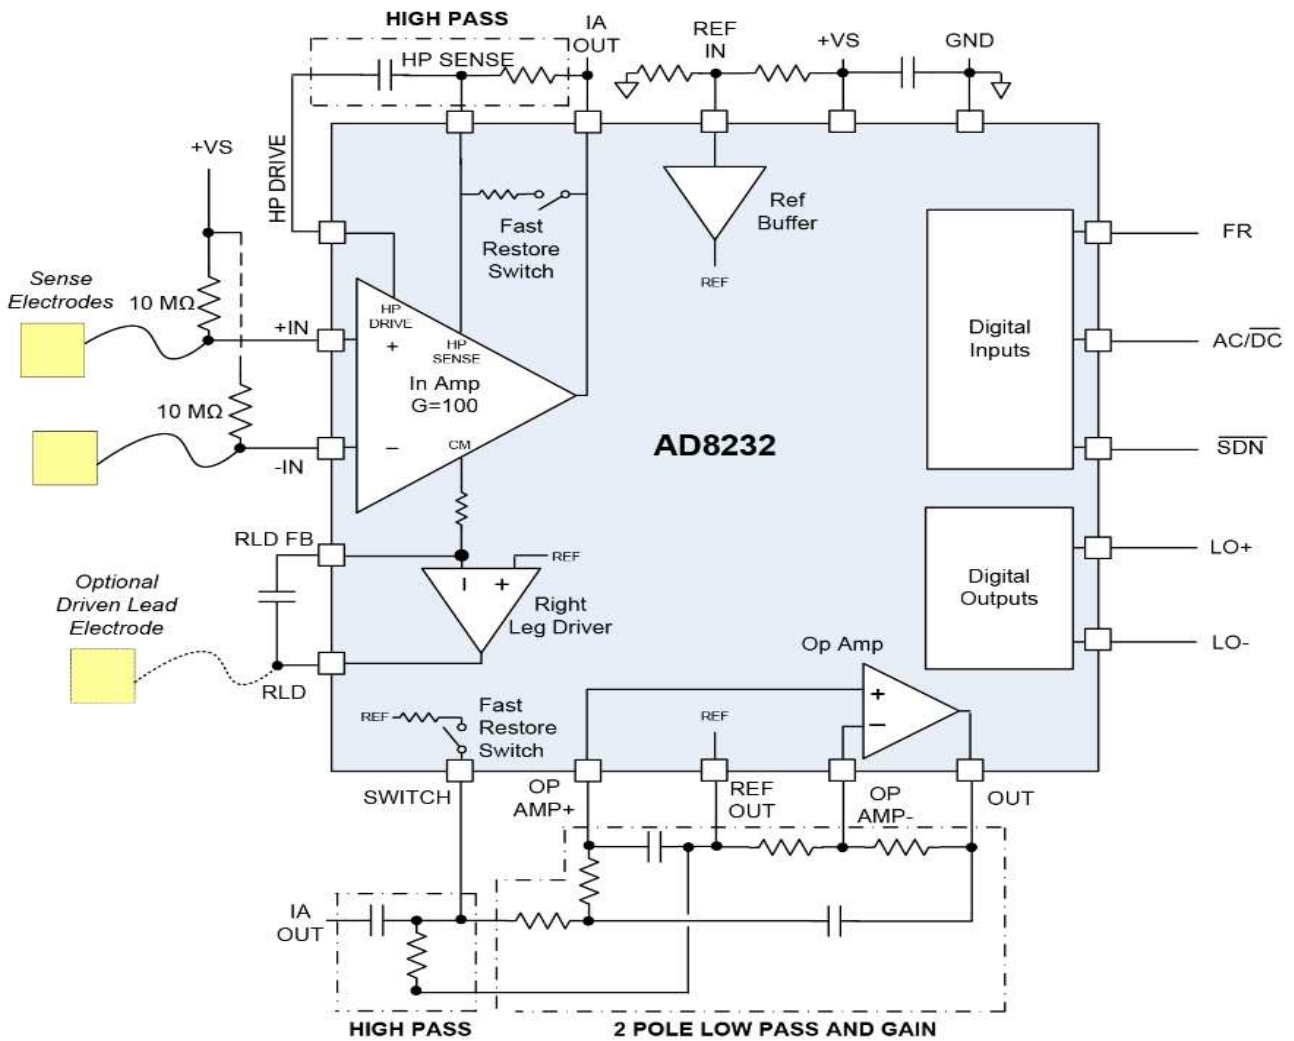 HIGH PASS
HP SENSE
IA
OUT
REF
IN
+VS
GND
+VS
HP DRIVE
Fast
Restore
Switch
Ref
Buffer
REF
FR
Sense
Electrodes
10 MΩ
+IN
HP
DRIVE
+
HP
SENSE
In Amp
G=100
Digital
Inputs
AC/DC
10 MΩ
-IN
−
CM
AD8232
SDN
RLD FB
REF
− +
Right
Leg Driver
Digital
Outputs
LO+
LO-
Optional
Driven Lead
Electrode
RLD
Op Amp
+
−
REF
Fast
Restore
Switch
REF
SWITCH
OP
AMP+
REF
OUT
OP
AMP-
OUT
IA
OUT
HIGH PASS
2 POLE LOW PASS AND GAIN